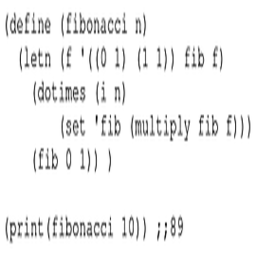 (define (fibonacci n)
(letn (f '((0 1) (1 1)) fib f)
(dotimes (i n)
(set 'fib (multiply fib f)))
(fib 0 1)) )
(print(fibonacci 10)) ;;89